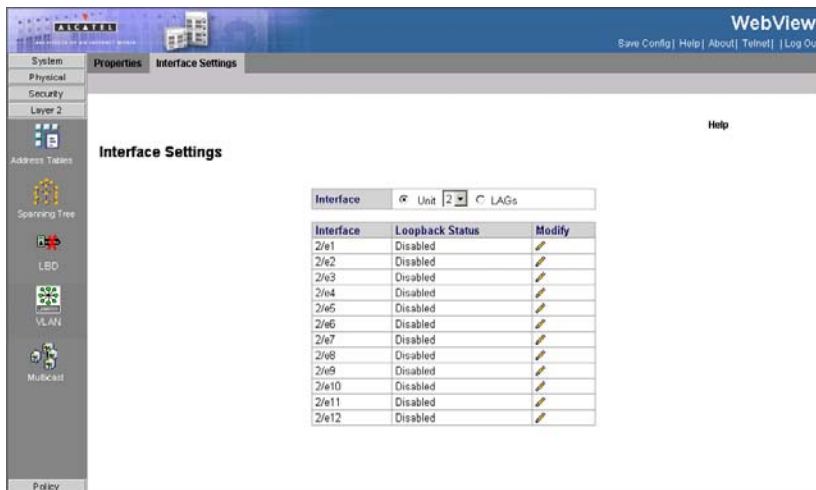 ALCATEL
WebView
Save Config| Help| About| Telnet| |Log Ou
System
Physical
Security
Layer 2
Address Tables
Spanning Tree
LBD
VLAN
Multicast
Policy
Properties Interface Settings
Help
Interface Settings
Interface Unit 2 LAGs
Interface Loopback Status Modify
2/e1 Disabled
2/e2 Disabled
2/e3 Disabled
2/e4 Disabled
2/e5 Disabled
2/e6 Disabled
2/e7 Disabled
2/e8 Disabled
2/e9 Disabled
2/e10 Disabled
2/e11 Disabled
2/e12 Disabled